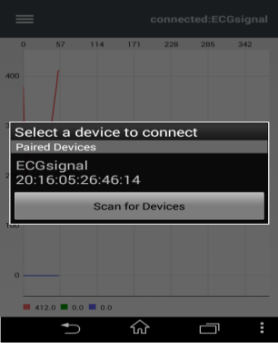 connected:ECGsignal
0 57 114 171 228 285 342
400
Select a device to connect
Paired Devices
ECGsignal
20:16:05:26:46:14
Scan for Devices
100
0
412.0 0.0 0.0